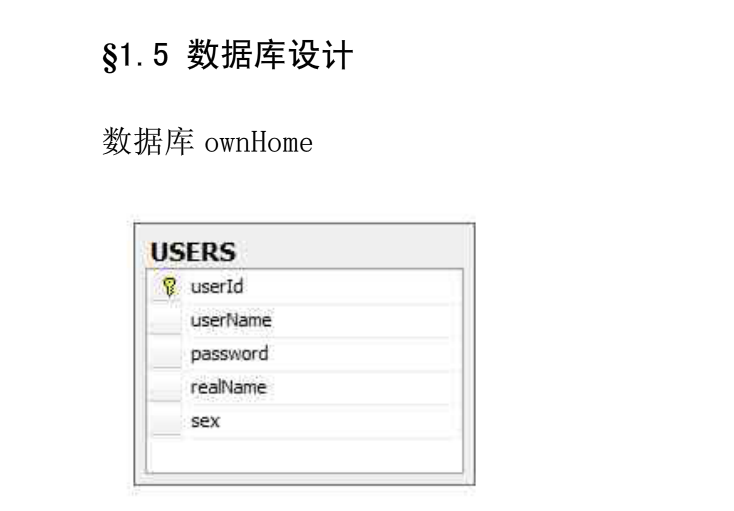 §1.5 数据库设计
数据库 ownHome
USERS
userId
userName
password
realName
sex